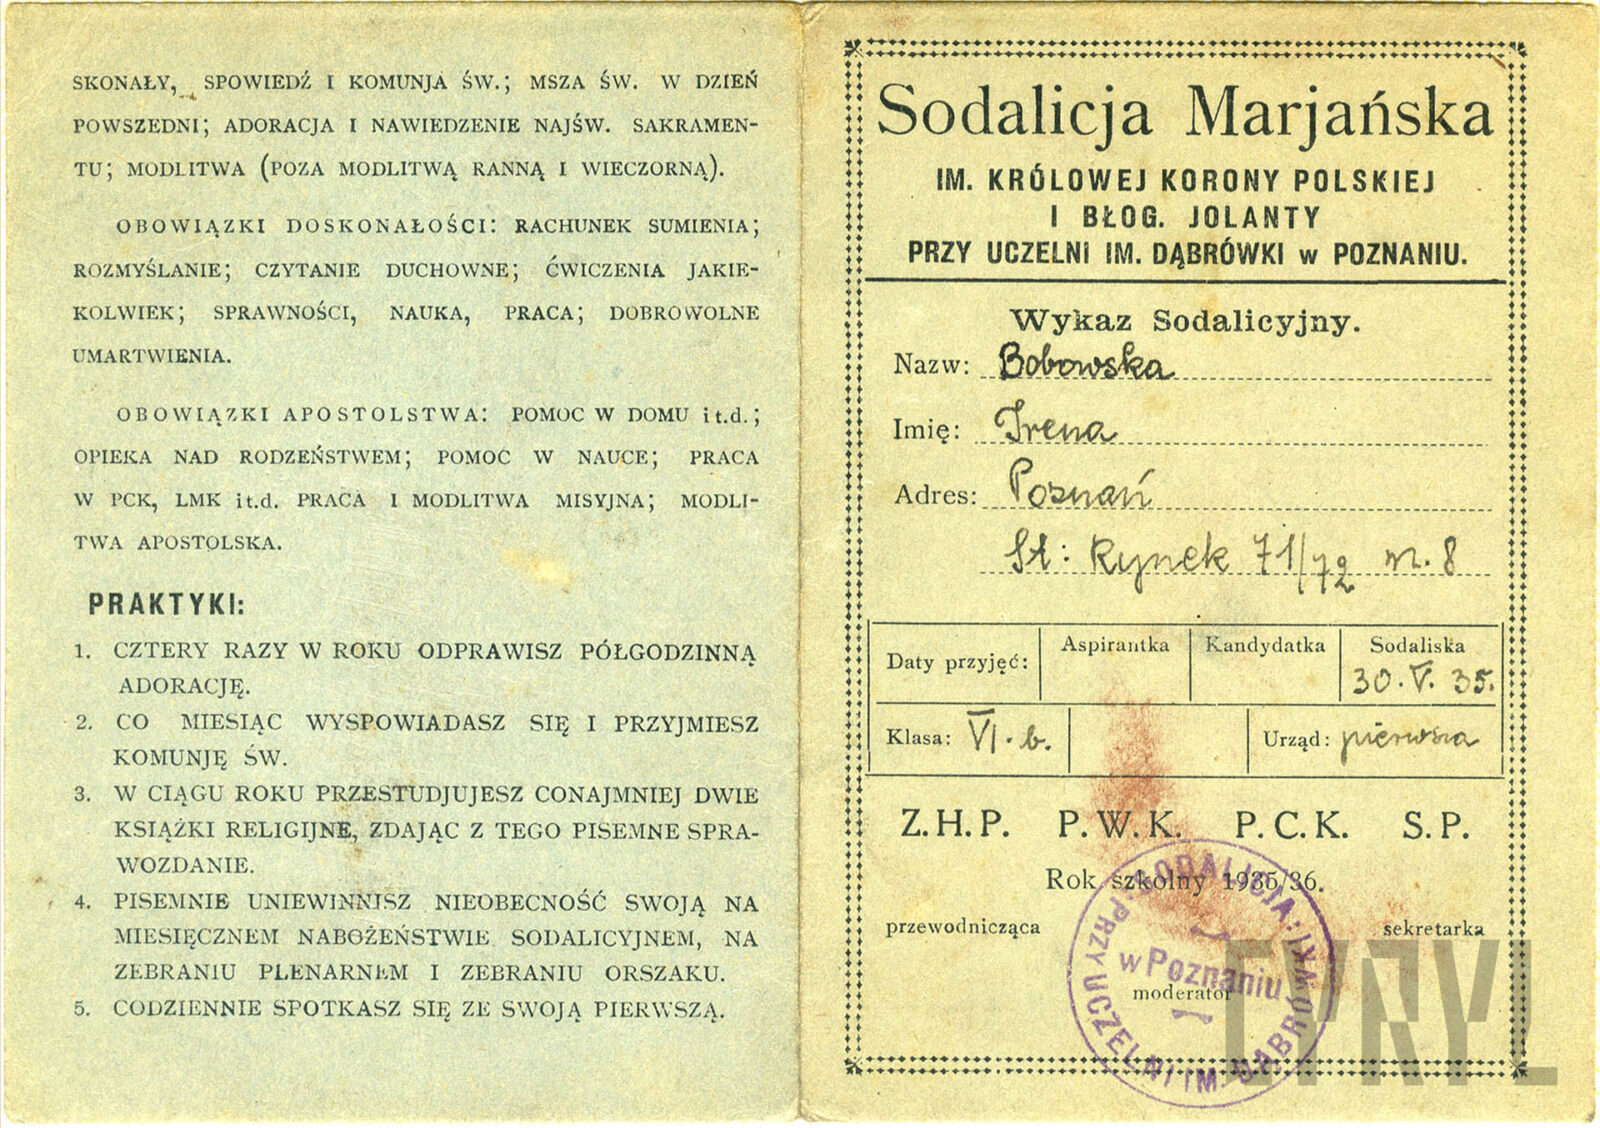 SKONAŁY, SPOWIEDŹ I KOMUNJA ŚW.; MSZA ŚW. W DZIEŃ
POWSZEDNI; ADORACJA I NAWIEDZENIE NAJŚW. SAKRAMEN-
TU; MODLITWA (POZA MODLITWĄ RANNĄ I WIECZORNĄ).
OBOWIĄZKI DOSKONAŁOŚCI: RACHUNEK SUMIENIA;
ROZMYŚLANIE; CZYTANIE DUCHOWNE; ĆWICZENIA JAKIE-
KOLWIEK; SPRAWNOŚCI, NAUKA, PRACA; DOBROWOLNE
UMARTWIENIA.
OBOWIĄZKI APOSTOLSTWA: POMOC W DOMU it.d.;
OPIEKA NAD RODZEŃSTWEM; POMOC W NAUCE; PRACA
W PCK, LMK it.d. PRACA I MODLITWA MISYJNA; MODLI-
TWA APOSTOLSKA.
PRAKTYKI:
1. CZTERY RAZY W ROKU ODPRAWISZ PÓŁGODZINNĄ
ADORACJĘ.
2. CO MIESIĄC WYSPOWIADASZ SIĘ I PRZYJMIESZ
KOMUNJĘ ŚW.
3. W CIĄGU ROKU PRZESTUDJUJESZ CONAJMNIEJ DWIE
KSIĄŻKI RELIGIJNE, ZDAJĄC Z TEGO PISEMNE SPRA-
WOZDANIE.
4. PISEMNIE UNIEWINNISZ NIEOBECNOŚĆ SWOJĄ NA
MIESIĘCZNEM NABOŻEŃSTWIE SODALICYJNEM, NA
ZEBRANIU PLENARNEM I ZEBRANIU ORSZAKU.
5. CODZIENNIE SPOTKASZ SIĘ ZE SWOJĄ PIERWSZĄ.
Sodalicja Marjańska
IM. KRÓLOWEJ KORONY POLSKIEJ
I BŁOG. JOLANTY
PRZY UCZELNI IM. DĄBRÓWKI w POZNANIU.
Wykaz Sodalicyjny.
Nazw: Bobowska
Imię: Irena
Adres: Poznań
St: Rynek 71/72 m. 8
Daty przyjęć: Aspirantka Kandydatka Sodaliska
30. V. 35.
Klasa: VI. b. Urząd: pierwsza
Z.H.P. P.W.K. P.C.K. S.P.
Rok szkolny 1935/36.
przewodnicząca sekretarka
moderator
SODALICJA
PRZY UCZELNI IM. DĄBRÓWKI
w Poznaniu
CYRYL